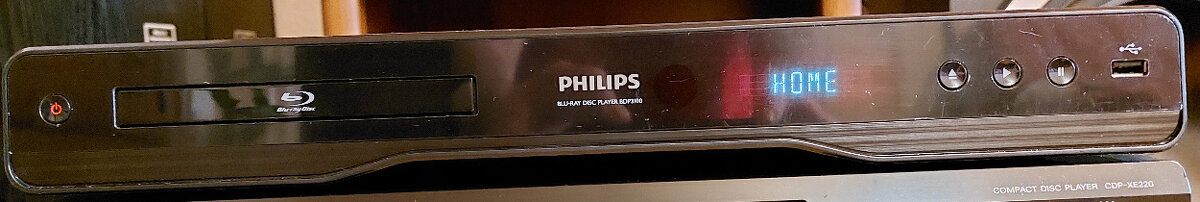 Blu-ray Disc
PHILIPS
BLU-RAY DISC PLAYER BDP3100
HOME
COMPACT DISC PLAYER CDP-XE220